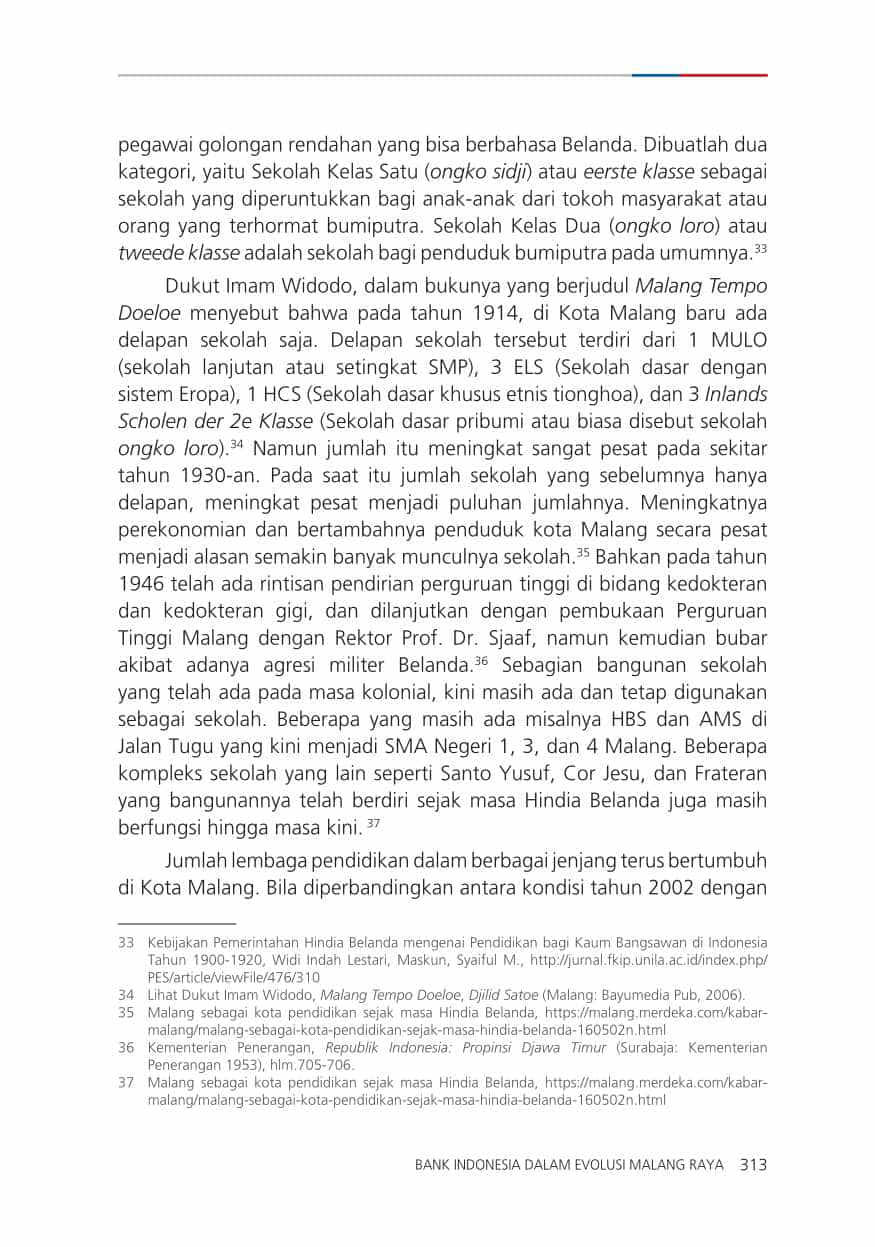 pegawai golongan rendahan yang bisa berbahasa Belanda. Dibuatlah dua
kategori, yaitu Sekolah Kelas Satu (ongko sidji) atau eerste klasse sebagai
sekolah yang diperuntukkan bagi anak-anak dari tokoh masyarakat atau
orang yang terhormat bumiputra. Sekolah Kelas Dua (ongko loro) atau
tweede klasse adalah sekolah bagi penduduk bumiputra pada umumnya.33
Dukut Imam Widodo, dalam bukunya yang berjudul Malang Tempo
Doeloe menyebut bahwa pada tahun 1914, di Kota Malang baru ada
delapan sekolah saja. Delapan sekolah tersebut terdiri dari 1 MULO
(sekolah lanjutan atau setingkat SMP), 3 ELS (Sekolah dasar dengan
sistem Eropa), 1 HCS (Sekolah dasar khusus etnis tionghoa), dan 3 Inlands
Scholen der 2e Klasse (Sekolah dasar pribumi atau biasa disebut sekolah
ongko loro).34 Namun jumlah itu meningkat sangat pesat pada sekitar
tahun 1930-an. Pada saat itu jumlah sekolah yang sebelumnya hanya
delapan, meningkat pesat menjadi puluhan jumlahnya. Meningkatnya
perekonomian dan bertambahnya penduduk kota Malang secara pesat
menjadi alasan semakin banyak munculnya sekolah.35 Bahkan pada tahun
1946 telah ada rintisan pendirian perguruan tinggi di bidang kedokteran
dan kedokteran gigi, dan dilanjutkan dengan pembukaan Perguruan
Tinggi Malang dengan Rektor Prof. Dr. Sjaaf, namun kemudian bubar
akibat adanya agresi militer Belanda.36 Sebagian bangunan sekolah
yang telah ada pada masa kolonial, kini masih ada dan tetap digunakan
sebagai sekolah. Beberapa yang masih ada misalnya HBS dan AMS di
Jalan Tugu yang kini menjadi SMA Negeri 1, 3, dan 4 Malang. Beberapa
kompleks sekolah yang lain seperti Santo Yusuf, Cor Jesu, dan Frateran
yang bangunannya telah berdiri sejak masa Hindia Belanda juga masih
berfungsi hingga masa kini. 37
Jumlah lembaga pendidikan dalam berbagai jenjang terus bertumbuh
di Kota Malang. Bila diperbandingkan antara kondisi tahun 2002 dengan
33 Kebijakan Pemerintahan Hindia Belanda mengenai Pendidikan bagi Kaum Bangsawan di Indonesia
Tahun 1900-1920, Widi Indah Lestari, Maskun, Syaiful M., http://jurnal.fkip.unila.ac.id/index.php/
PES/article/viewFile/476/310
34 Lihat Dukut Imam Widodo, Malang Tempo Doeloe, Djilid Satoe (Malang: Bayumedia Pub, 2006).
35 Malang sebagai kota pendidikan sejak masa Hindia Belanda, https://malang.merdeka.com/kabar-
malang/malang-sebagai-kota-pendidikan-sejak-masa-hindia-belanda-160502n.html
36 Kementerian Penerangan, Republik Indonesia: Propinsi Djawa Timur (Surabaja: Kementerian
Penerangan 1953), hlm.705-706.
37 Malang sebagai kota pendidikan sejak masa Hindia Belanda, https://malang.merdeka.com/kabar-
malang/malang-sebagai-kota-pendidikan-sejak-masa-hindia-belanda-160502n.html
BANK INDONESIA DALAM EVOLUSI MALANG RAYA 313